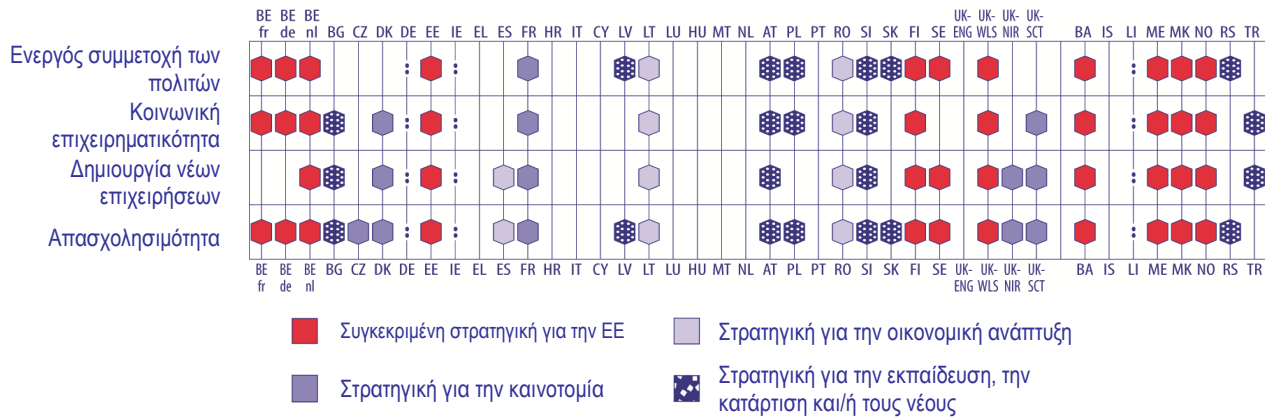 BE fr BE de BE nl BG CZ DK DE EE IE EL ES FR HR IT CY LV LT LU HU MT NL AT PL PT RO SI SK FI SE UK-ENG UK-WLS UK-NIR UK-SCT BA IS LI ME MK NO RS TR
Ενεργός συμμετοχή των
πολιτών
Κοινωνική
επιχειρηματικότητα
Δημιουργία νέων
επιχειρήσεων
Απασχολησιμότητα
BE fr BE de BE nl BG CZ DK DE EE IE EL ES FR HR IT CY LV LT LU HU MT NL AT PL PT RO SI SK FI SE UK-ENG UK-WLS UK-NIR UK-SCT BA IS LI ME MK NO RS TR
Συγκεκριμένη στρατηγική για την ΕΕ
Στρατηγική για την οικονομική ανάπτυξη
Στρατηγική για την καινοτομία
Στρατηγική για την εκπαίδευση, την
κατάρτιση και/ή τους νέους